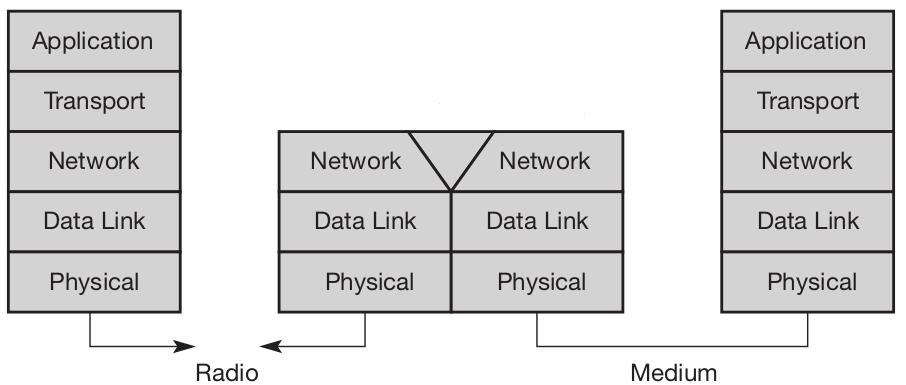 Application
Transport
Network
Data Link
Physical
Network
Data Link
Physical
Network
Data Link
Physical
Application
Transport
Network
Data Link
Physical
Radio
Medium